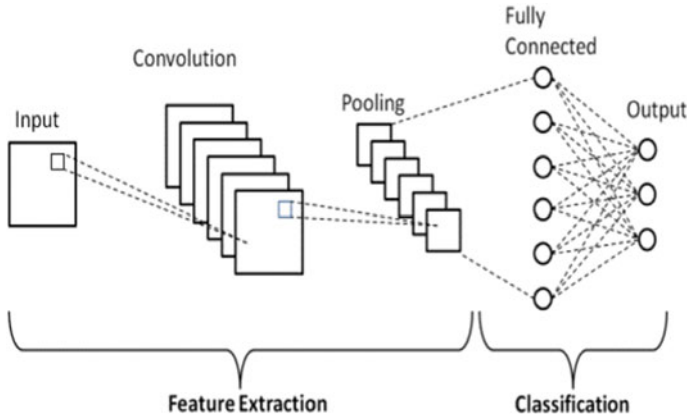 Fully
Connected
Convolution
Pooling
Output
Input
Feature Extraction
Classification